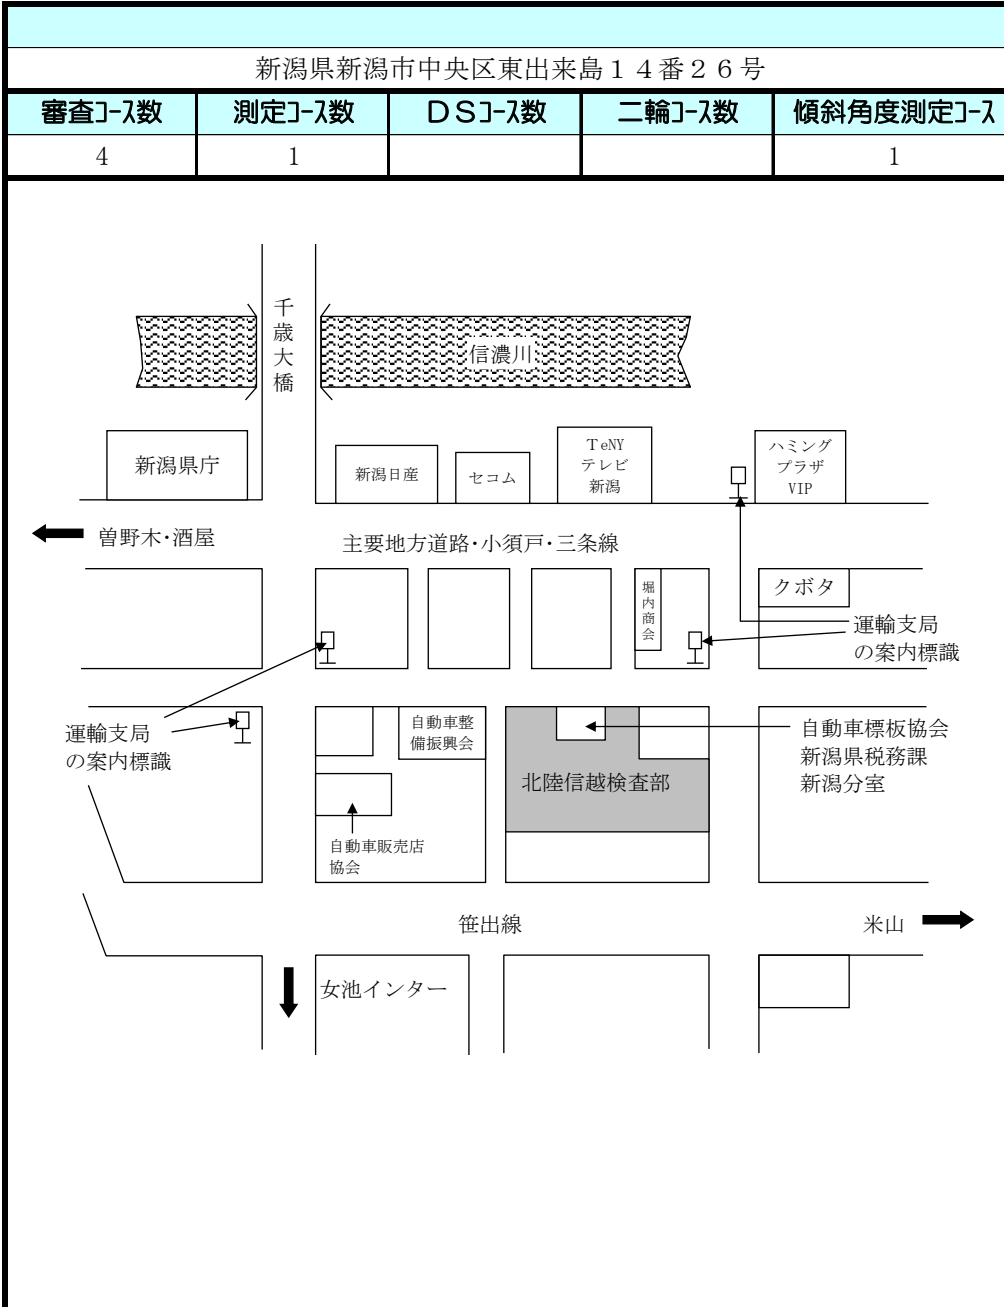 新潟県新潟市中央区東出来島１４番２６号
審査ｺｰｽ数 測定ｺｰｽ数 ＤＳｺｰｽ数 二輪ｺｰｽ数 傾斜角度測定ｺｰｽ
4 1 1
千歳大橋
信濃川
新潟県庁
新潟日産
セコム
ＴeNY
テレビ
新潟
ハミング
プラザ
VIP
曽野木･酒屋
主要地方道路･小須戸･三条線
堀内商会
クボタ
運輸支局
の案内標識
運輸支局
の案内標識
自動車整
備振興会
北陸信越検査部
自動車標板協会
新潟県税務課
新潟分室
自動車販売店
協会
笹出線
米山
女池インター